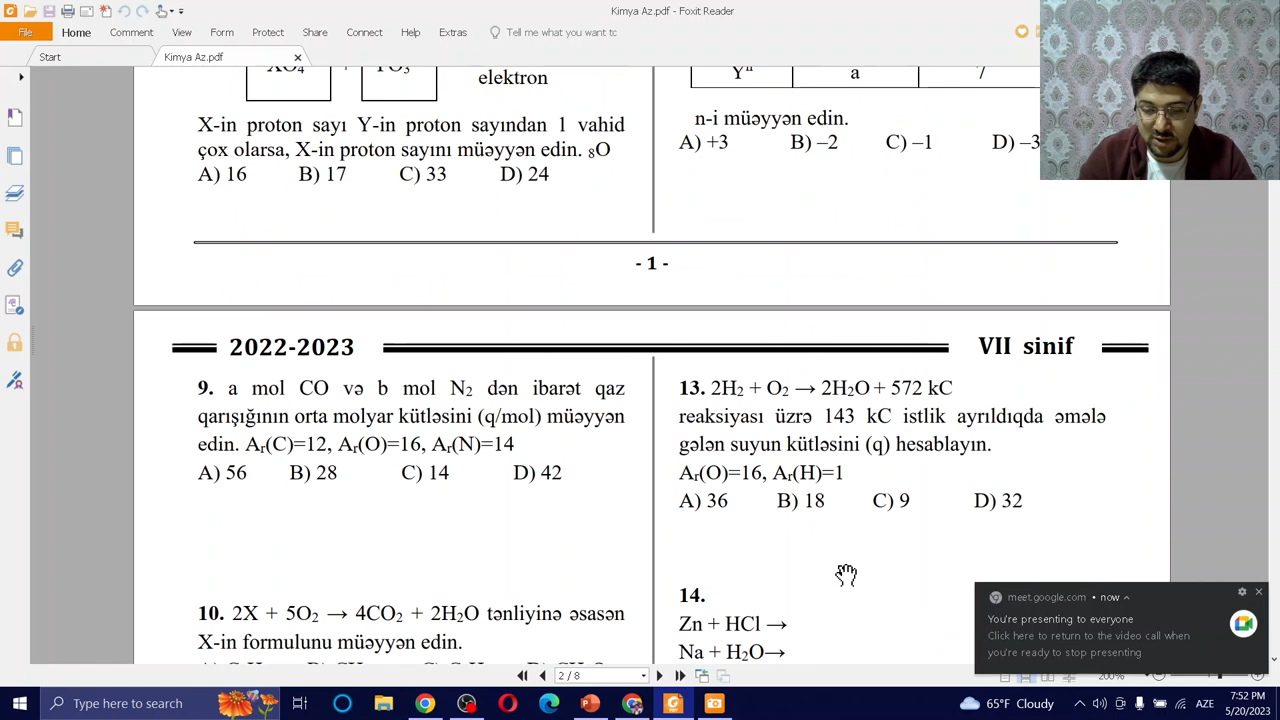 Kimya Az.pdf - Foxit Reader
File Home Comment View Form Protect Share Connect Help Extras Tell me what you want to
Start Kimya Az.pdf
elektron
X-in proton sayı Y-in proton sayından 1 vahid
çox olarsa, X-in proton sayını müəyyən edin. ₈O
A) 16 B) 17 C) 33 D) 24
Yⁿ a 7
n-i müəyyən edin.
A) +3 B) –2 C) –1 D) –3
- 1 -
2022-2023 VII sinif
9. a mol CO və b mol N₂ dən ibarət qaz
qarışığının orta molyar kütləsini (q/mol) müəyyən
edin. Aᵣ(C)=12, Aᵣ(O)=16, Aᵣ(N)=14
A) 56 B) 28 C) 14 D) 42
10. 2X + 5O₂ → 4CO₂ + 2H₂O tənliyinə əsasən
X-in formulunu müəyyən edin.
13. 2H₂ + O₂ → 2H₂O + 572 kC
reaksiyası üzrə 143 kC istlik ayrıldıqda əmələ
gələn suyun kütləsini (q) hesablayın.
Aᵣ(O)=16, Aᵣ(H)=1
A) 36 B) 18 C) 9 D) 32
14.
Zn + HCl →
Na + H₂O→
meet.google.com • now
You're presenting to everyone
Click here to return to the video call when
you're ready to stop presenting
2 / 8
200%
Type here to search
65°F Cloudy
AZE
7:52 PM
5/20/2023